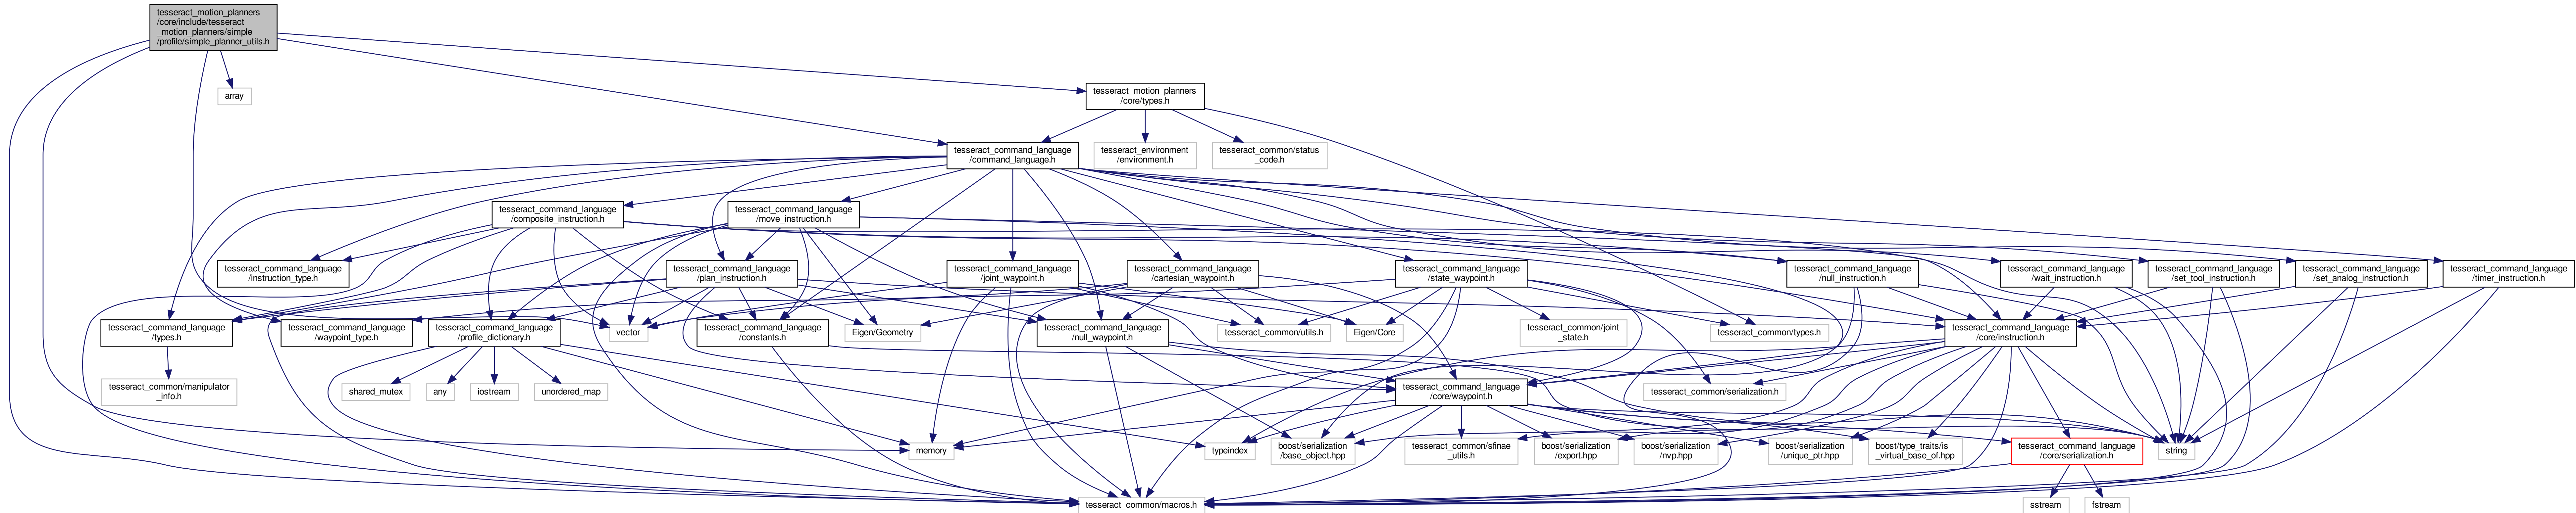 tesseract_motion_planners
/core/include/tesseract
_motion_planners/simple
/profile/simple_planner_utils.h
array
tesseract_motion_planners
/core/types.h
tesseract_command_language
/command_language.h
tesseract_environment
/environment.h
tesseract_common/status
_code.h
tesseract_command_language
/composite_instruction.h
tesseract_command_language
/move_instruction.h
tesseract_command_language
/instruction_type.h
tesseract_command_language
/plan_instruction.h
tesseract_command_language
/joint_waypoint.h
tesseract_command_language
/cartesian_waypoint.h
tesseract_command_language
/state_waypoint.h
tesseract_command_language
/null_instruction.h
tesseract_command_language
/wait_instruction.h
tesseract_command_language
/set_tool_instruction.h
tesseract_command_language
/set_analog_instruction.h
tesseract_command_language
/timer_instruction.h
tesseract_command_language
/types.h
tesseract_command_language
/waypoint_type.h
tesseract_command_language
/profile_dictionary.h
vector
tesseract_command_language
/constants.h
Eigen/Geometry
tesseract_command_language
/null_waypoint.h
tesseract_common/utils.h
Eigen/Core
tesseract_common/joint
_state.h
tesseract_common/types.h
tesseract_command_language
/core/instruction.h
tesseract_common/manipulator
_info.h
shared_mutex
any
iostream
unordered_map
tesseract_command_language
/core/waypoint.h
tesseract_common/serialization.h
memory
typeindex
boost/serialization
/base_object.hpp
tesseract_common/sfinae
_utils.h
boost/serialization
/export.hpp
boost/serialization
/nvp.hpp
boost/serialization
/unique_ptr.hpp
boost/type_traits/is
_virtual_base_of.hpp
tesseract_command_language
/core/serialization.h
string
tesseract_common/macros.h
sstream
fstream